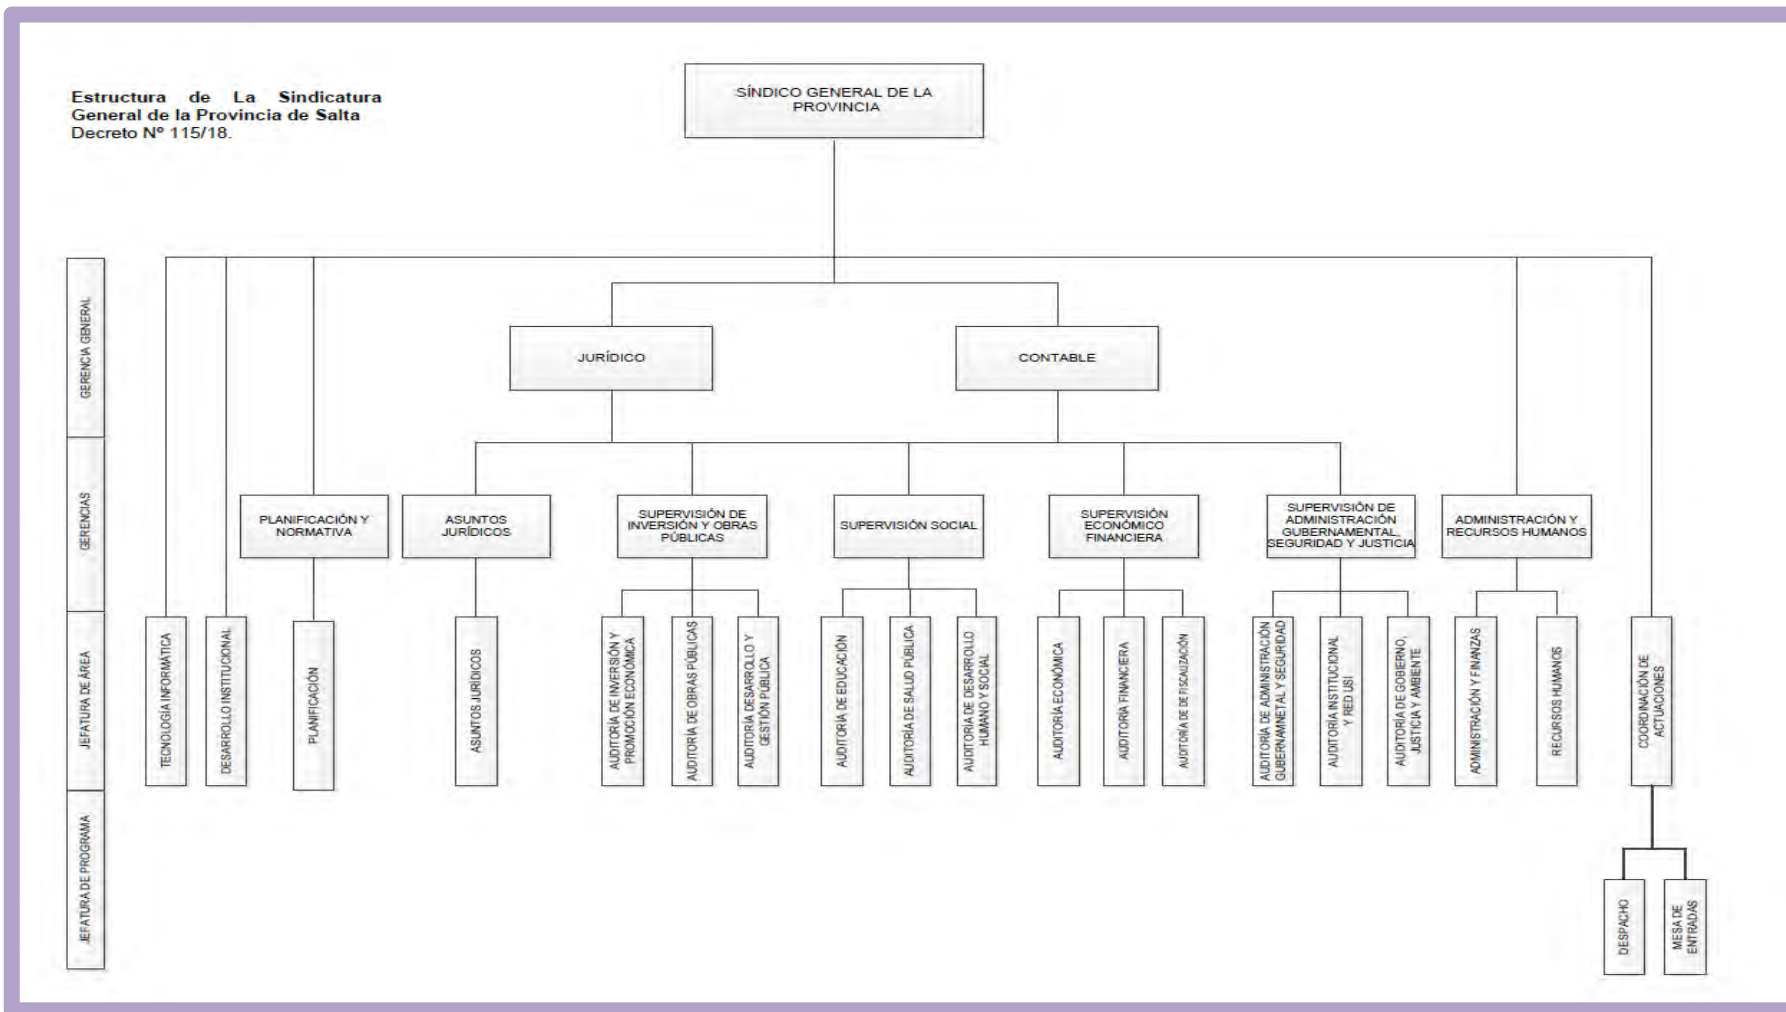 Estructura de La Sindicatura
General de la Provincia de Salta
Decreto Nº 115/18.
SÍNDICO GENERAL DE LA
PROVINCIA
GERENCIA GENERAL
JURÍDICO
CONTABLE
GERENCIAS
PLANIFICACIÓN Y
NORMATIVA
ASUNTOS
JURÍDICOS
SUPERVISIÓN DE
INVERSIÓN Y OBRAS
PÚBLICAS
SUPERVISIÓN SOCIAL
SUPERVISIÓN
ECONÓMICO
FINANCIERA
SUPERVISIÓN DE
ADMINISTRACIÓN
GUBERNAMENTAL,
SEGURIDAD Y JUSTICIA
ADMINISTRACIÓN Y
RECURSOS HUMANOS
JEFATURA DE ÁREA
TECNOLOGÍA INFORMÁTICA
DESARROLLO INSTITUCIONAL
PLANIFICACIÓN
ASUNTOS JURÍDICOS
AUDITORÍA DE INVERSIÓN Y
PROMOCIÓN ECONÓMICA
AUDITORÍA DE OBRAS PÚBLICAS
AUDITORÍA DESARROLLO Y
GESTIÓN PÚBLICA
AUDITORÍA DE EDUCACIÓN
AUDITORÍA DE SALUD PÚBLICA
AUDITORÍA DE DESARROLLO
HUMANO Y SOCIAL
AUDITORÍA ECONÓMICA
AUDITORÍA FINANCIERA
AUDITORÍA DE DE FISCALIZACIÓN
AUDITORÍA DE ADMINISTRACIÓN
GUBERNAMNETAL Y SEGURIDAD
AUDITORÍA INSTITUCIONAL
Y RED USI
AUDITORÍA DE GOBIERNO,
JUSTICIA Y AMBIENTE
ADMINISTRACIÓN Y FINANZAS
RECURSOS HUMANOS
COORDINACIÓN DE
ACTUACIONES
JEFATURA DE PROGRAMA
DESPACHO
MESA DE
ENTRADAS